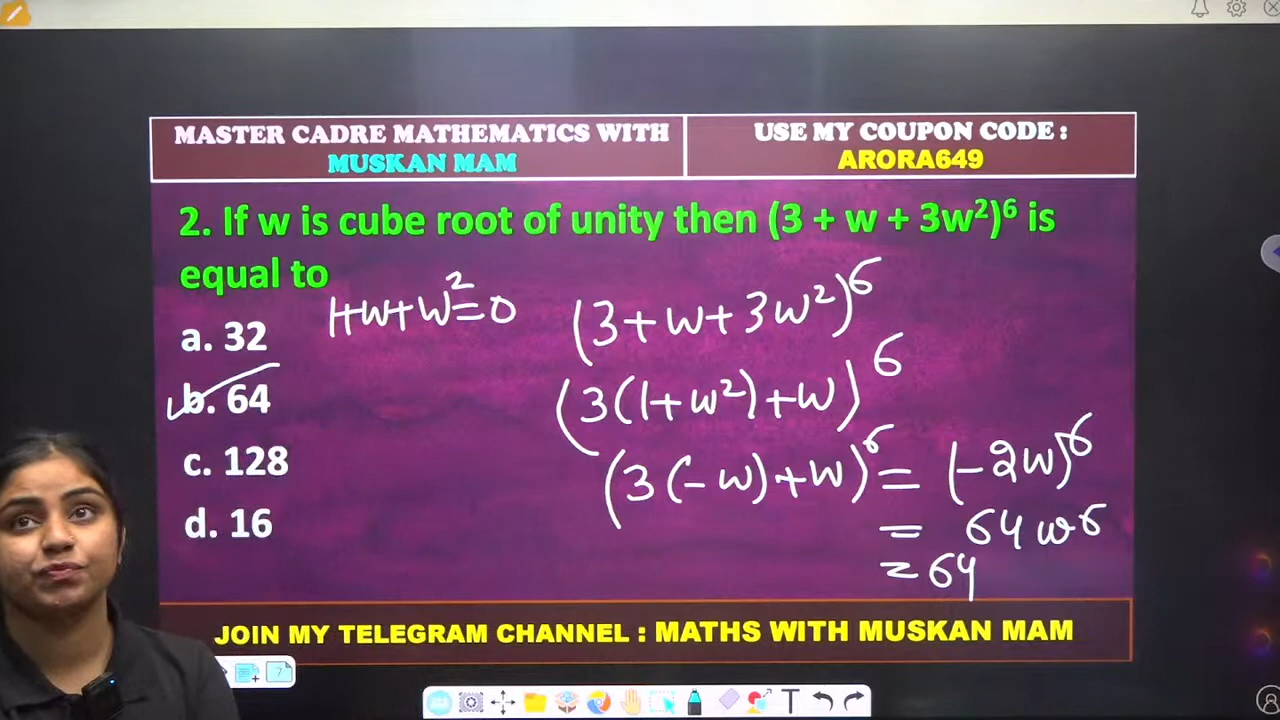 MASTER CADRE MATHEMATICS WITH
MUSKAN MAM
USE MY COUPON CODE :
ARORA649
2. If w is cube root of unity then (3 + w + 3w²)⁶ is
equal to
1+w+w²=0
a. 32
b. 64
c. 128
d. 16
(3+w+3w²)⁶
(3(1+w²)+w)⁶
(3(-w)+w)⁶ = (-2w)⁶
= 64w6
= 64
JOIN MY TELEGRAM CHANNEL : MATHS WITH MUSKAN MAM
7
T